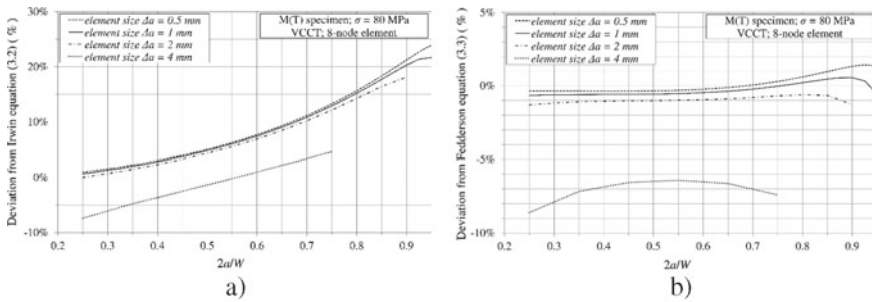 30%
20%
10%
0%
-10%
Deviation from Irwin equation (3.2) (%)
element size Δa = 0.5 mm
element size Δa = 1 mm
element size Δa = 2 mm
element size Δa = 4 mm
M(T) specimen; σ = 80 MPa
VCCT; 8-node element
0.2 0.3 0.4 0.5 0.6 0.7 0.8 0.9
2a/W
a)
5%
0%
-5%
-10%
Deviation from Fedderson equation (3.3) (%)
element size Δa = 0.5 mm
element size Δa = 1 mm
element size Δa = 2 mm
element size Δa = 4 mm
M(T) specimen; σ = 80 MPa
VCCT; 8-node element
0.2 0.3 0.4 0.5 0.6 0.7 0.8 0.9
2a/W
b)